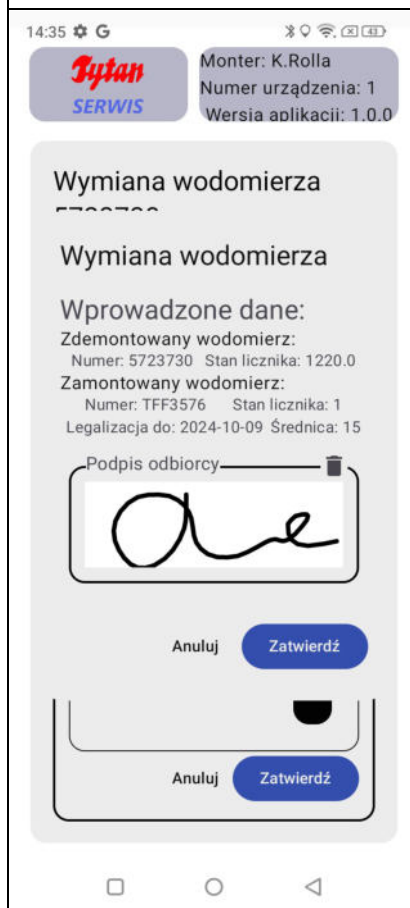 14:35 G 43
Tytan
SERWIS
Monter: K.Rolla
Numer urządzenia: 1
Wersja aplikacji: 1.0.0
Wymiana wodomierza
Wymiana wodomierza
Wprowadzone dane:
Zdemontowany wodomierz:
Numer: 5723730 Stan licznika: 1220.0
Zamontowany wodomierz:
Numer: TFF3576 Stan licznika: 1
Legalizacja do: 2024-10-09 Średnica: 15
Podpis odbiorcy
Anuluj Zatwierdź
Anuluj Zatwierdź